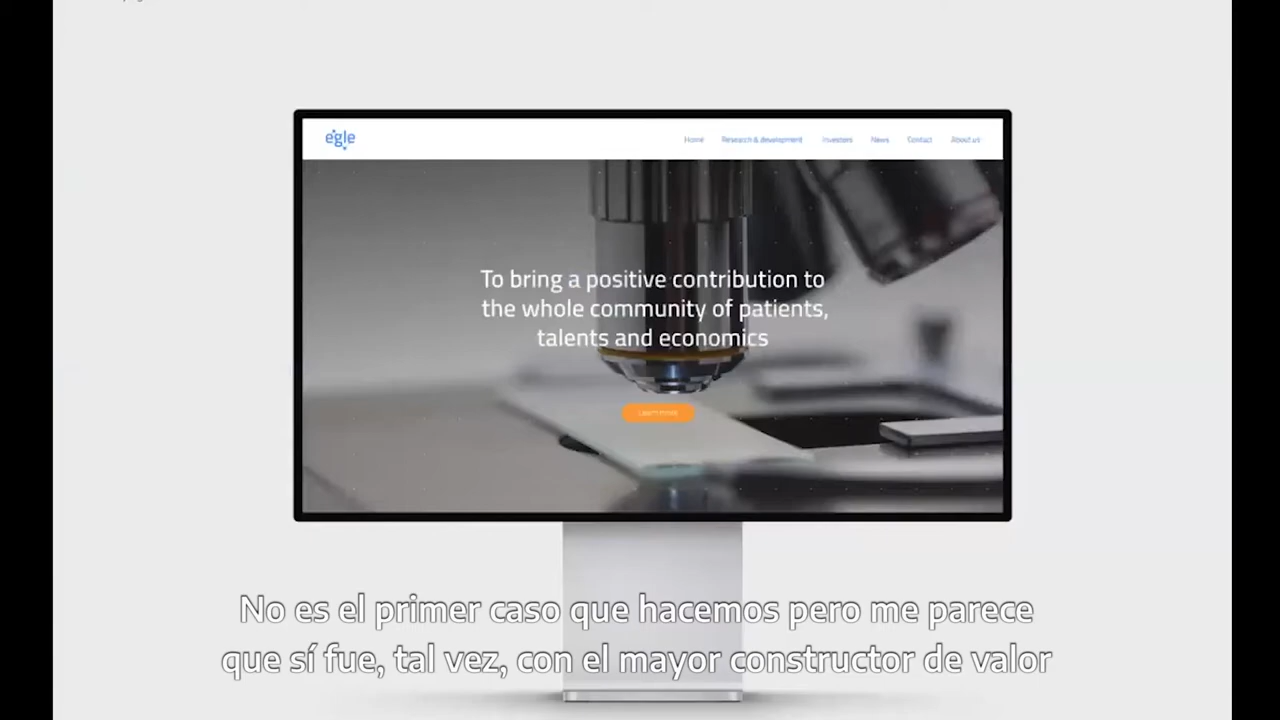 egle
Home Research & development Investors News Contact About us
To bring a positive contribution to
the whole community of patients,
talents and economics
Learn more
No es el primer caso que hacemos pero me parece
que sí fue, tal vez, con el mayor constructor de valor